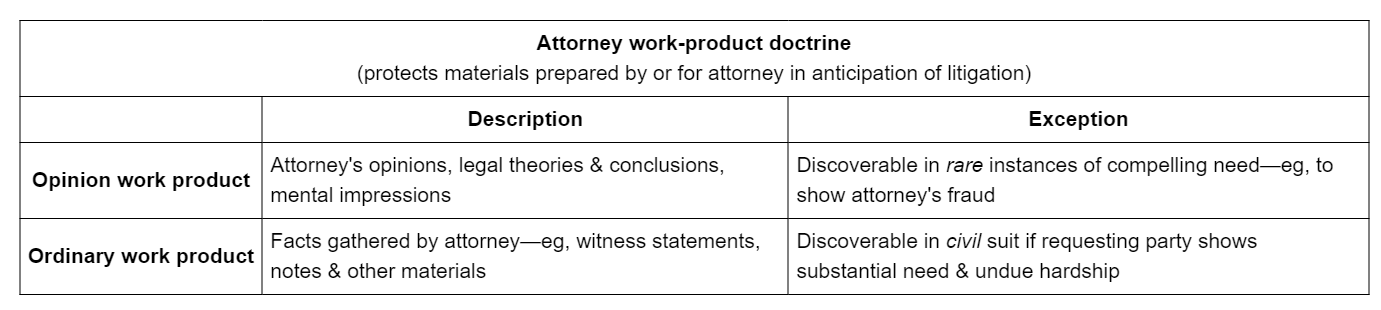 Attorney work-product doctrine
(protects materials prepared by or for attorney in anticipation of litigation)
Description
Exception
Opinion work product
Attorney's opinions, legal theories & conclusions,
mental impressions
Discoverable in rare instances of compelling need—eg, to
show attorney's fraud
Ordinary work product
Facts gathered by attorney—eg, witness statements,
notes & other materials
Discoverable in civil suit if requesting party shows
substantial need & undue hardship